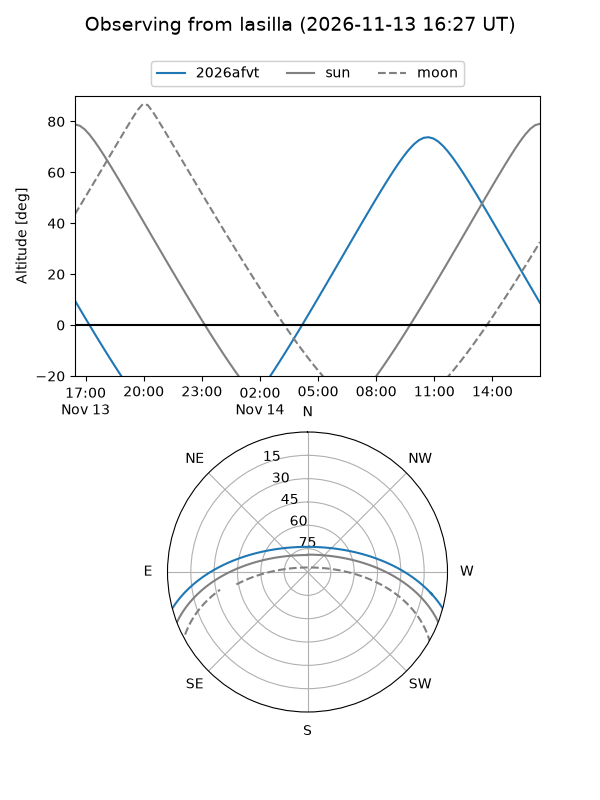 Observing from lasilla (2026-11-13 16:27 UT)
2026afvt
sun
moon
Altitude [deg]
80
60
40
20
0
−20
17:00
Nov 13
20:00
23:00
02:00
Nov 14
05:00
08:00
11:00
14:00
N
NE
NW
15
30
45
60
75
E
W
SE
SW
S